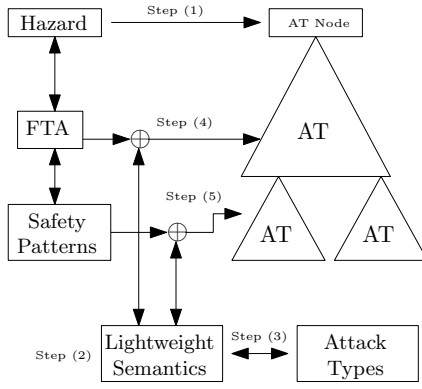 Hazard
Step (1)
AT Node
FTA
Step (4)
AT
Step (5)
Safety
Patterns
AT
AT
Step (2)
Lightweight
Semantics
Step (3)
Attack
Types